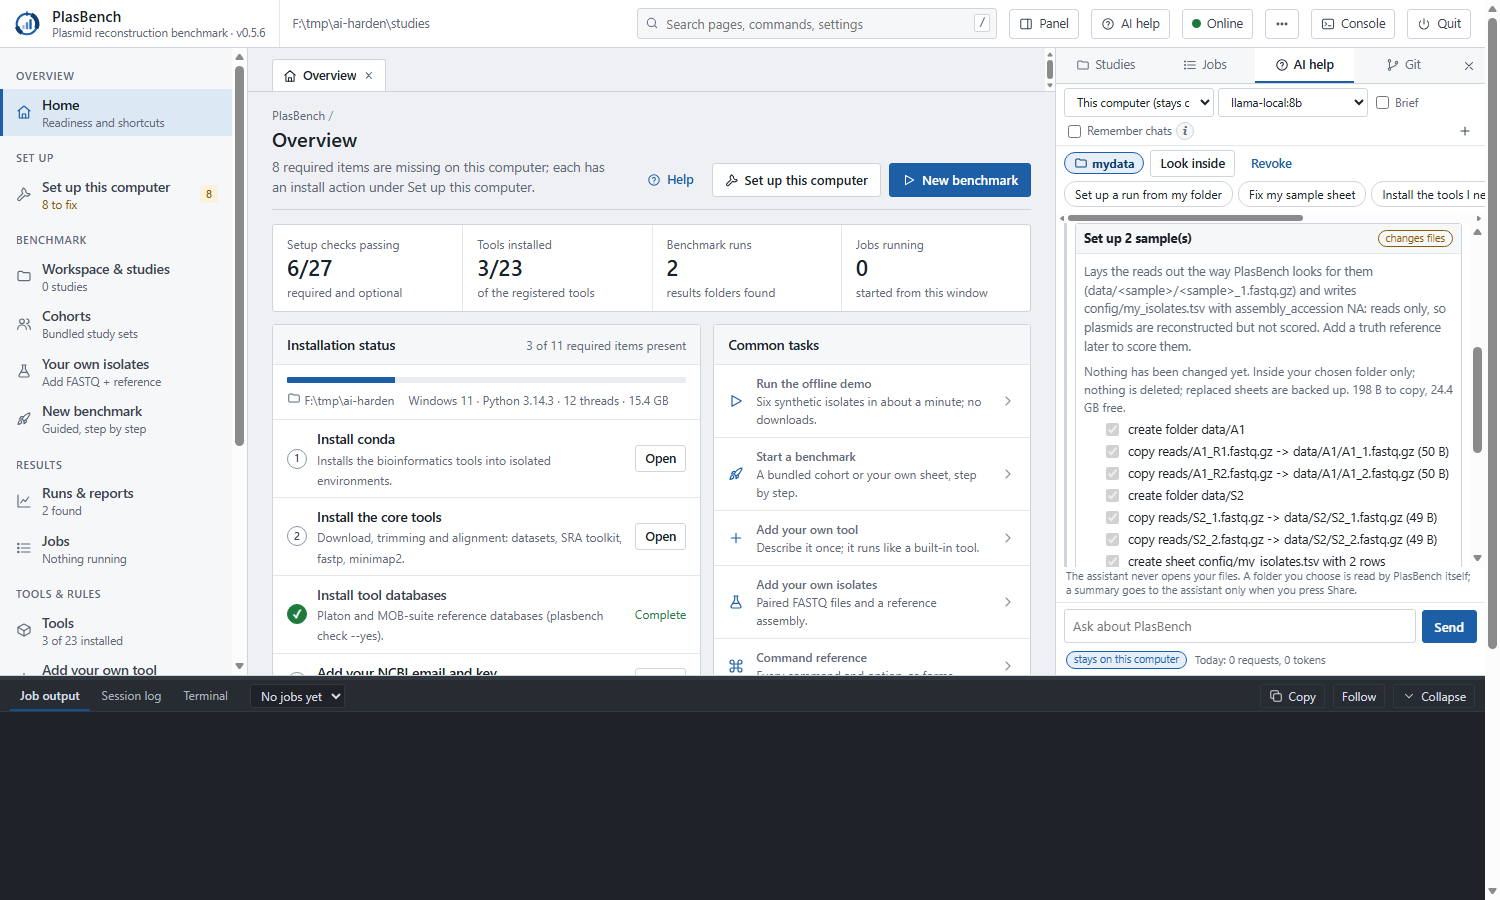 PlasBench
Plasmid reconstruction benchmark · v0.5.6
F:\tmp\ai-harden\studies
Search pages, commands, settings
/
Panel
AI help
Online
Console
Quit
OVERVIEW
Home
Readiness and shortcuts
SET UP
Set up this computer
8 to fix
8
BENCHMARK
Workspace & studies
0 studies
Cohorts
Bundled study sets
Your own isolates
Add FASTQ + reference
New benchmark
Guided, step by step
RESULTS
Runs & reports
2 found
Jobs
Nothing running
TOOLS & RULES
Tools
3 of 23 installed
Add your own tool
Overview
PlasBench /
Overview
8 required items are missing on this computer; each has
an install action under Set up this computer.
Help
Set up this computer
New benchmark
Setup checks passing
6/27
required and optional
Tools installed
3/23
of the registered tools
Benchmark runs
2
results folders found
Jobs running
0
started from this window
Installation status
3 of 11 required items present
F:\tmp\ai-harden
Windows 11 · Python 3.14.3 · 12 threads · 15.4 GB
1
Install conda
Installs the bioinformatics tools into isolated
environments.
Open
2
Install the core tools
Download, trimming and alignment: datasets, SRA toolkit,
fastp, minimap2.
Open
Install tool databases
Platon and MOB-suite reference databases (plasbench
check --yes).
Complete
Add your NCBI email and key
Common tasks
Run the offline demo
Six synthetic isolates in about a minute; no
downloads.
Start a benchmark
A bundled cohort or your own sheet, step
by step.
Add your own tool
Describe it once; it runs like a built-in tool.
Add your own isolates
Paired FASTQ files and a reference
assembly.
Command reference
Every command and option, as forms
Studies
Jobs
AI help
Git
This computer (stays c
llama-local:8b
Brief
Remember chats
mydata
Look inside
Revoke
Set up a run from my folder
Fix my sample sheet
Install the tools I ne
Set up 2 sample(s)
changes files
Lays the reads out the way PlasBench looks for them
(data/<sample>/<sample>_1.fastq.gz) and writes
config/my_isolates.tsv with assembly_accession NA: reads only, so
plasmids are reconstructed but not scored. Add a truth reference
later to score them.
Nothing has been changed yet. Inside your chosen folder only;
nothing is deleted; replaced sheets are backed up. 198 B to copy, 24.4
GB free.
create folder data/A1
copy reads/A1_R1.fastq.gz -> data/A1/A1_1.fastq.gz (50 B)
copy reads/A1_R2.fastq.gz -> data/A1/A1_2.fastq.gz (50 B)
create folder data/S2
copy reads/S2_1.fastq.gz -> data/S2/S2_1.fastq.gz (49 B)
copy reads/S2_2.fastq.gz -> data/S2/S2_2.fastq.gz (49 B)
create sheet config/my_isolates.tsv with 2 rows
The assistant never opens your files. A folder you choose is read by PlasBench itself;
a summary goes to the assistant only when you press Share.
Ask about PlasBench
Send
stays on this computer
Today: 0 requests, 0 tokens
Job output
Session log
Terminal
No jobs yet
Copy
Follow
Collapse